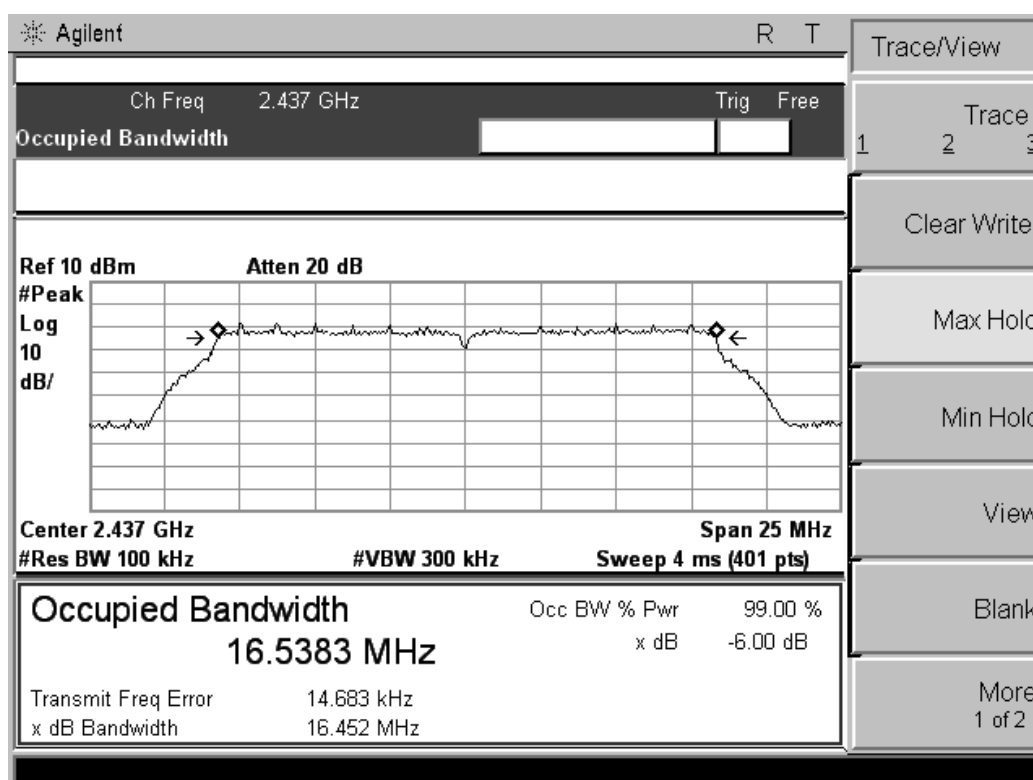 Agilent R T
Ch Freq 2.437 GHz Trig Free
Occupied Bandwidth
Ref 10 dBm Atten 20 dB
#Peak
Log
10
dB/
Center 2.437 GHz Span 25 MHz
#Res BW 100 kHz #VBW 300 kHz Sweep 4 ms (401 pts)
Occupied Bandwidth
16.5383 MHz
Occ BW % Pwr 99.00 %
x dB -6.00 dB
Transmit Freq Error 14.683 kHz
x dB Bandwidth 16.452 MHz
Trace/View
Trace
1 2 3
Clear Write
Max Hold
Min Hold
View
Blank
More
1 of 2